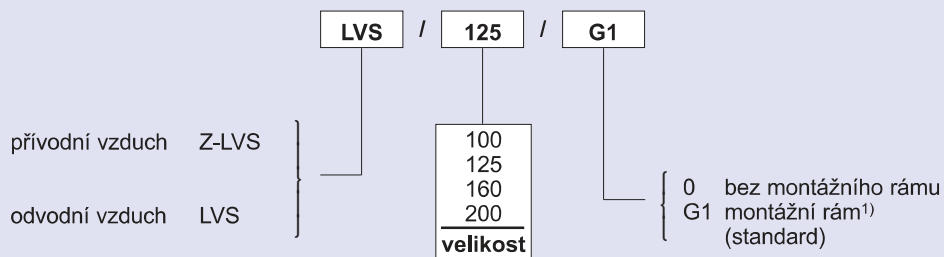 LVS / 125 / G1
přívodní vzduch Z-LVS
odvodní vzduch LVS
100
125
160
200
velikost
0 bez montážního rámu
G1 montážní rám1)
(standard)